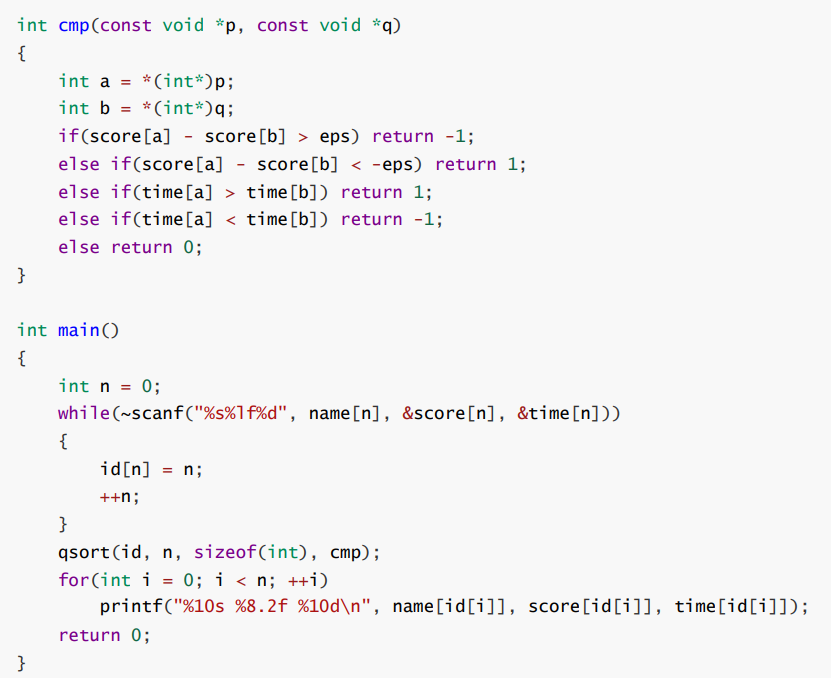 int cmp(const void *p, const void *q)
{
    int a = *(int*)p;
    int b = *(int*)q;
    if(score[a] - score[b] > eps) return -1;
    else if(score[a] - score[b] < -eps) return 1;
    else if(time[a] > time[b]) return 1;
    else if(time[a] < time[b]) return -1;
    else return 0;
}

int main()
{
    int n = 0;
    while(~scanf("%s%lf%d", name[n], &score[n], &time[n]))
    {
        id[n] = n;
        ++n;
    }
    qsort(id, n, sizeof(int), cmp);
    for(int i = 0; i < n; ++i)
        printf("%10s %8.2f %10d\n", name[id[i]], score[id[i]], time[id[i]]);
    return 0;
}